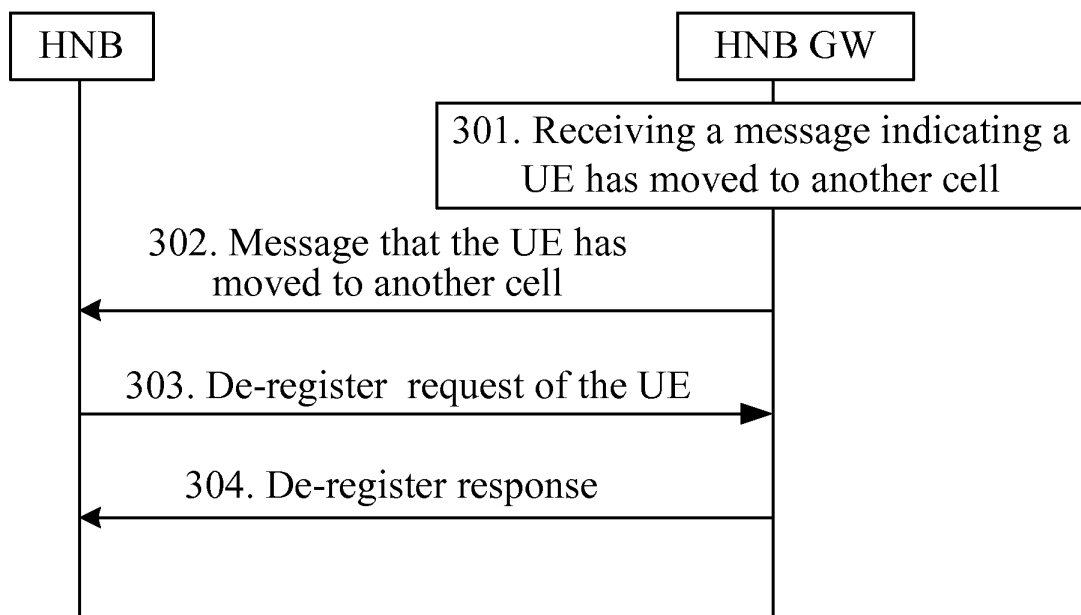 HNB
HNB GW
301. Receiving a message indicating a
UE has moved to another cell
302. Message that the UE has
moved to another cell
303. De-register request of the UE
304. De-register response